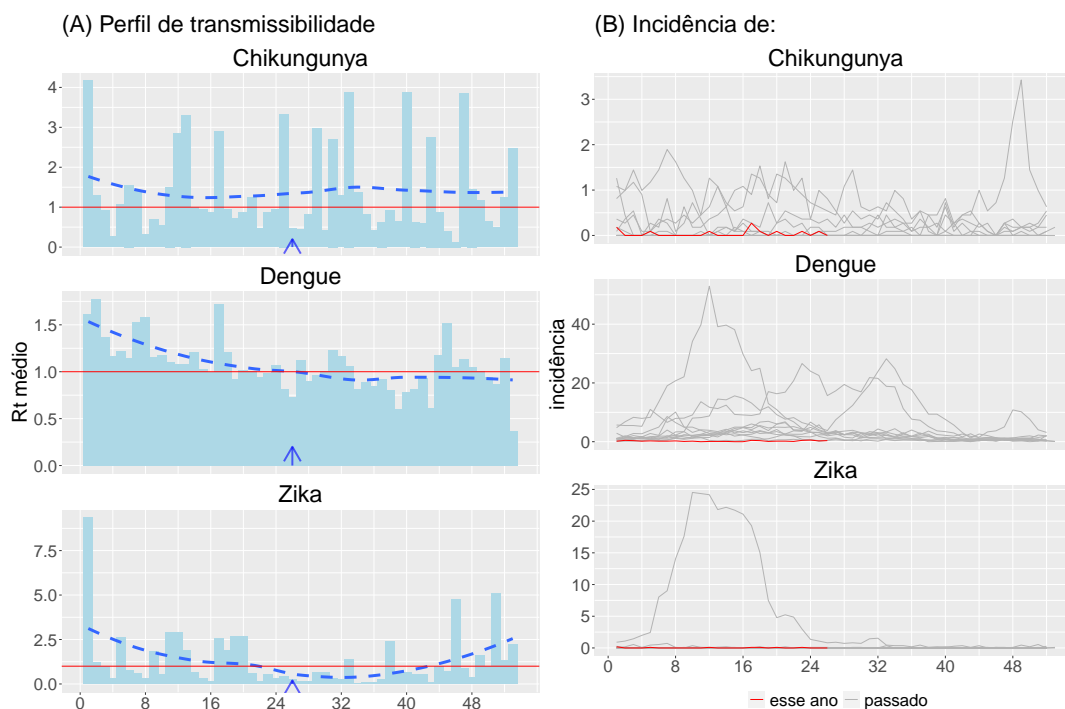 (A) Perfil de transmissibilidade
Chikungunya
4
3
2
1
0
Dengue
1.5
1.0
0.5
0.0
Zika
7.5
5.0
2.5
0.0
0 8 16 24 32 40 48
Rt médio
(B) Incidência de:
Chikungunya
3
2
1
0
Dengue
40
20
0
Zika
25
20
15
10
5
0
0 8 16 24 32 40 48
incidência
esse ano passado